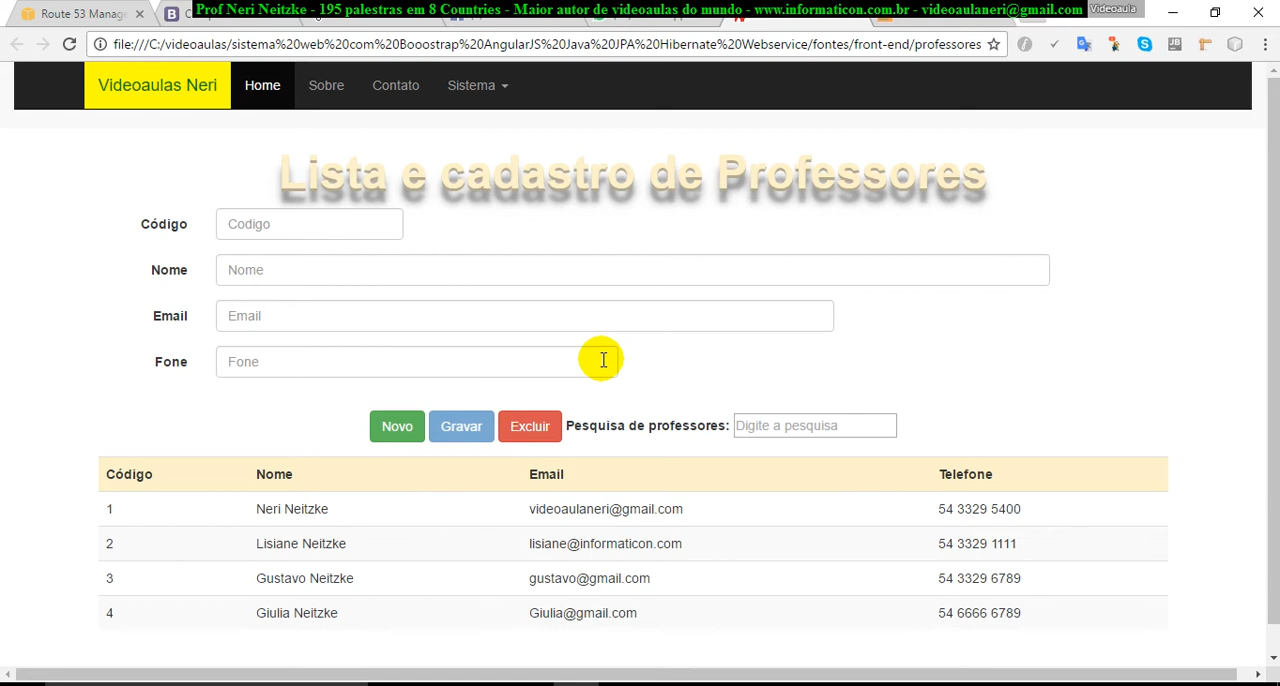 Route 53 Manag
Prof Neri Neitzke - 195 palestras em 8 Countries - Maior autor de videoaulas do mundo - www.informaticon.com.br - videoaulaneri@gmail.com
Videoaula
file:///C:/videoaulas/sistema%20web%20com%20Booostrap%20AngularJS%20Java%20JPA%20Hibernate%20Webservice/fontes/front-end/professores
Videoaulas Neri Home Sobre Contato Sistema
Lista e cadastro de Professores
Código Codigo
Nome Nome
Email Email
Fone Fone
Novo Gravar Excluir Pesquisa de professores: Digite a pesquisa
Código Nome Email Telefone
1 Neri Neitzke videoaulaneri@gmail.com 54 3329 5400
2 Lisiane Neitzke lisiane@informaticon.com 54 3329 1111
3 Gustavo Neitzke gustavo@gmail.com 54 3329 6789
4 Giulia Neitzke Giulia@gmail.com 54 6666 6789